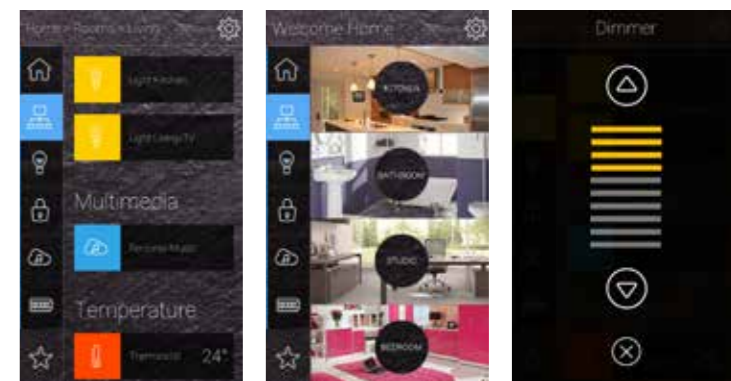 Home > Rooms > Living
Light Kitchen
Light Living/TV
Multimedia
Personal Music
Temperature
Thermostat 24°
Welcome Home
KITCHEN
BATHROOM
STUDIO
BEDROOM
Dimmer